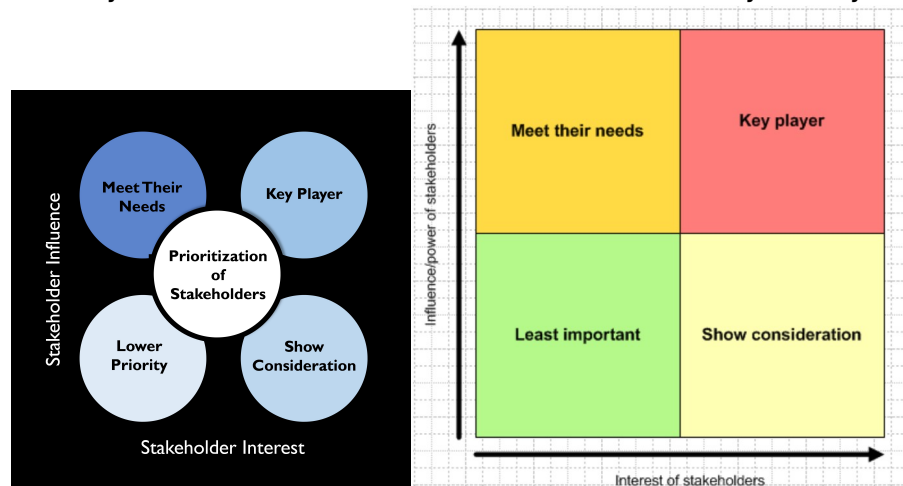 Stakeholder Influence
Meet Their
Needs
Key Player
Prioritization
of
Stakeholders
Lower
Priority
Show
Consideration
Stakeholder Interest
Influence/power of stakeholders
Meet their needs
Key player
Least important
Show consideration
Interest of stakeholders